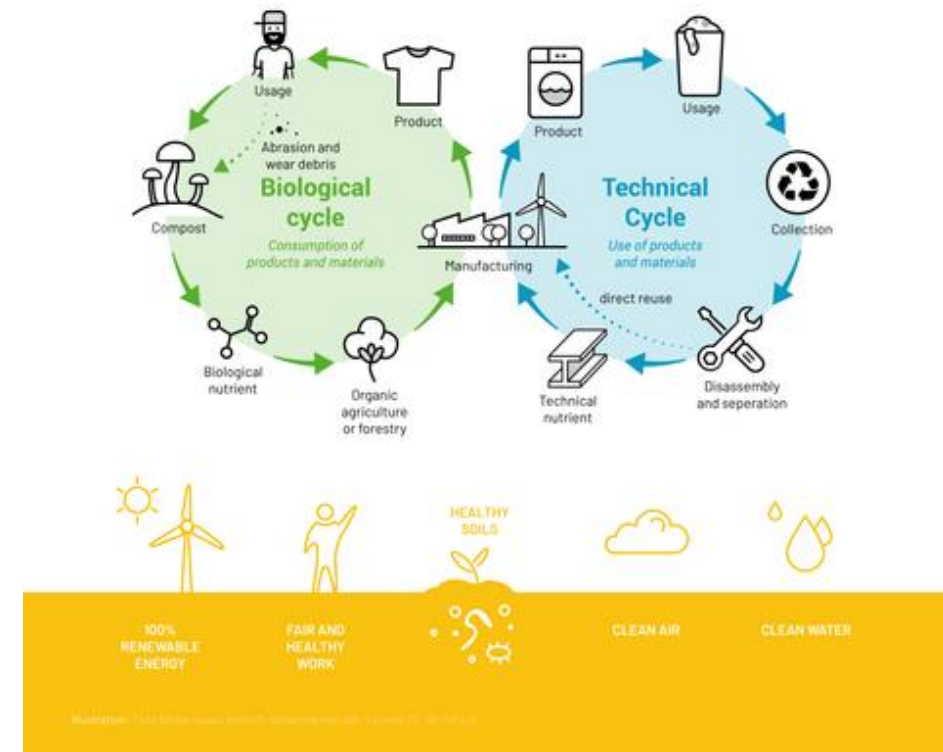 Usage
Product
Abrasion and
wear debris
Biological
cycle
Consumption of
products and materials
Compost
Biological
nutrient
Organic
agriculture
or forestry
Manufacturing
Product
Usage
Technical
Cycle
Use of products
and materials
Collection
direct reuse
Technical
nutrient
Disassembly
and seperation
HEALTHY
SOILS
100%
RENEWABLE
ENERGY
FAIR AND
HEALTHY
WORK
CLEAN AIR
CLEAN WATER
Illustration: